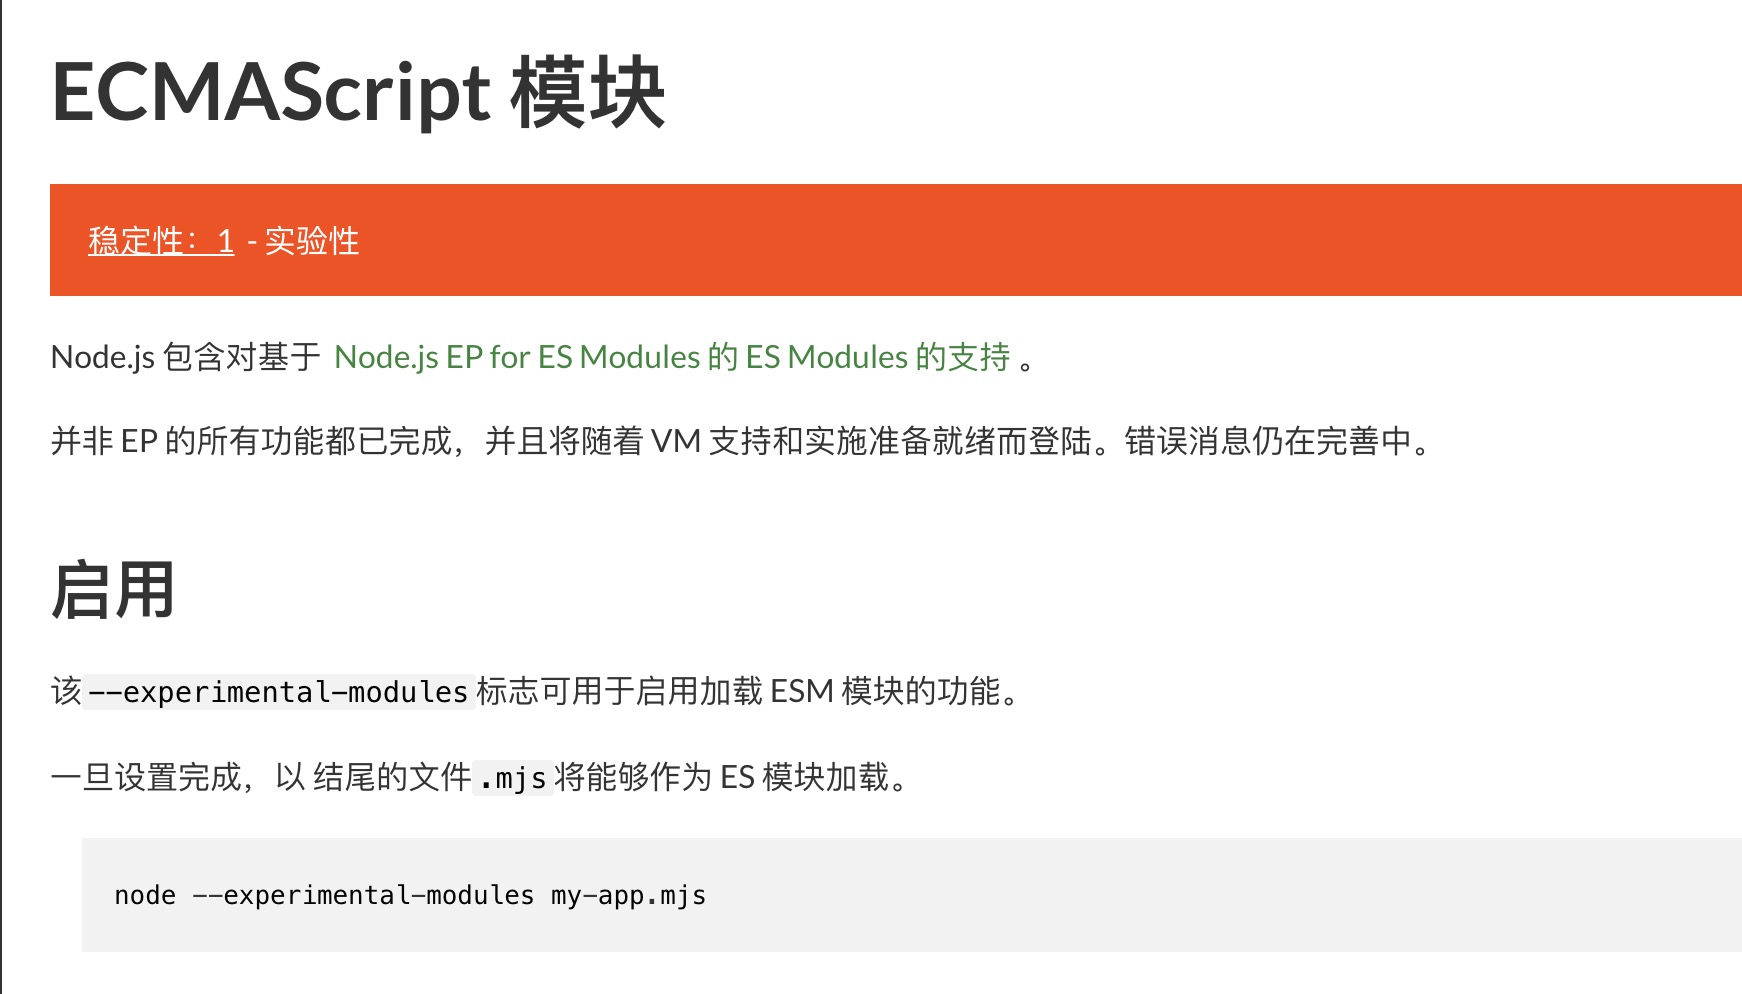 ECMAScript 模块
稳定性：1 - 实验性
Node.js 包含对基于 Node.js EP for ES Modules 的 ES Modules 的支持 。
并非 EP 的所有功能都已完成，并且将随着 VM 支持和实施准备就绪而登陆。错误消息仍在完善中。
启用
该--experimental-modules标志可用于启用加载 ESM 模块的功能。
一旦设置完成，以 结尾的文件.mjs将能够作为 ES 模块加载。
node --experimental-modules my-app.mjs